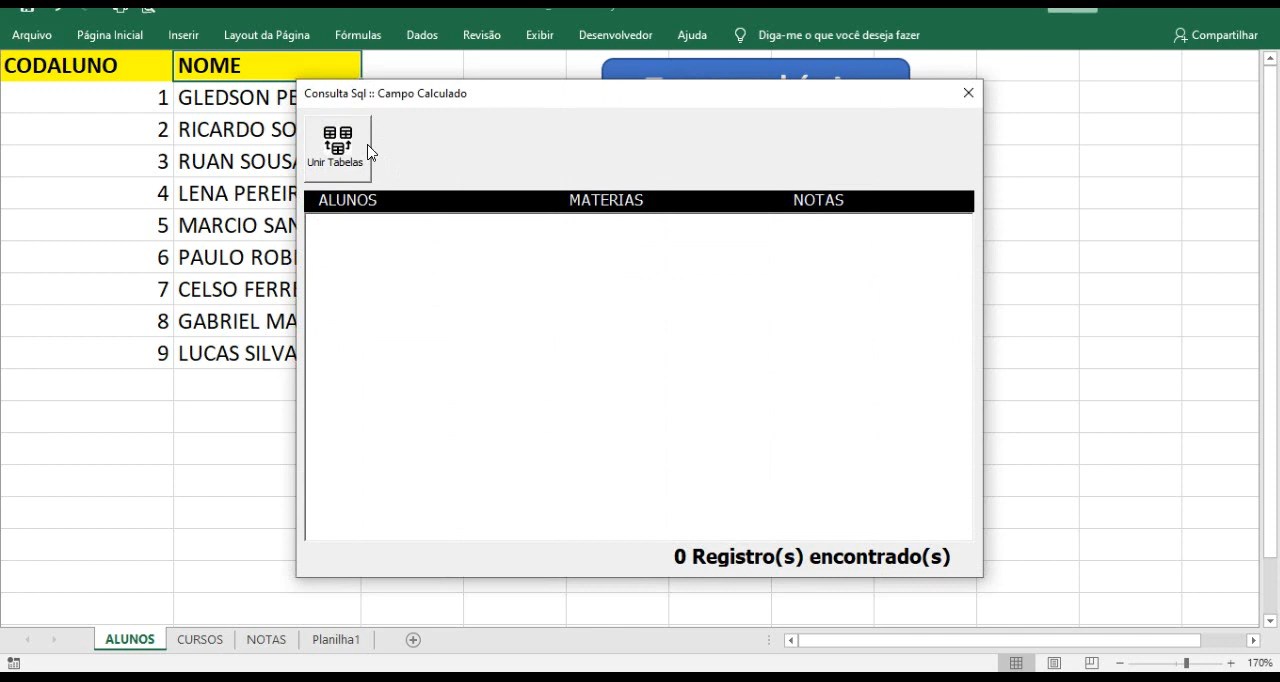 Arquivo Página Inicial Inserir Layout da Página Fórmulas Dados Revisão Exibir Desenvolvedor Ajuda Diga-me o que você deseja fazer Compartilhar
CODALUNO NOME
Consulta Sql :: Campo Calculado
1 GLEDSON PE
2 RICARDO SO
Unir Tabelas
3 RUAN SOUSA
4 LENA PEREIR
ALUNOS MATERIAS NOTAS
5 MARCIO SAN
6 PAULO ROBE
7 CELSO FERRE
8 GABRIEL MA
9 LUCAS SILVA
0 Registro(s) encontrado(s)
ALUNOS CURSOS NOTAS Planilha1
170%